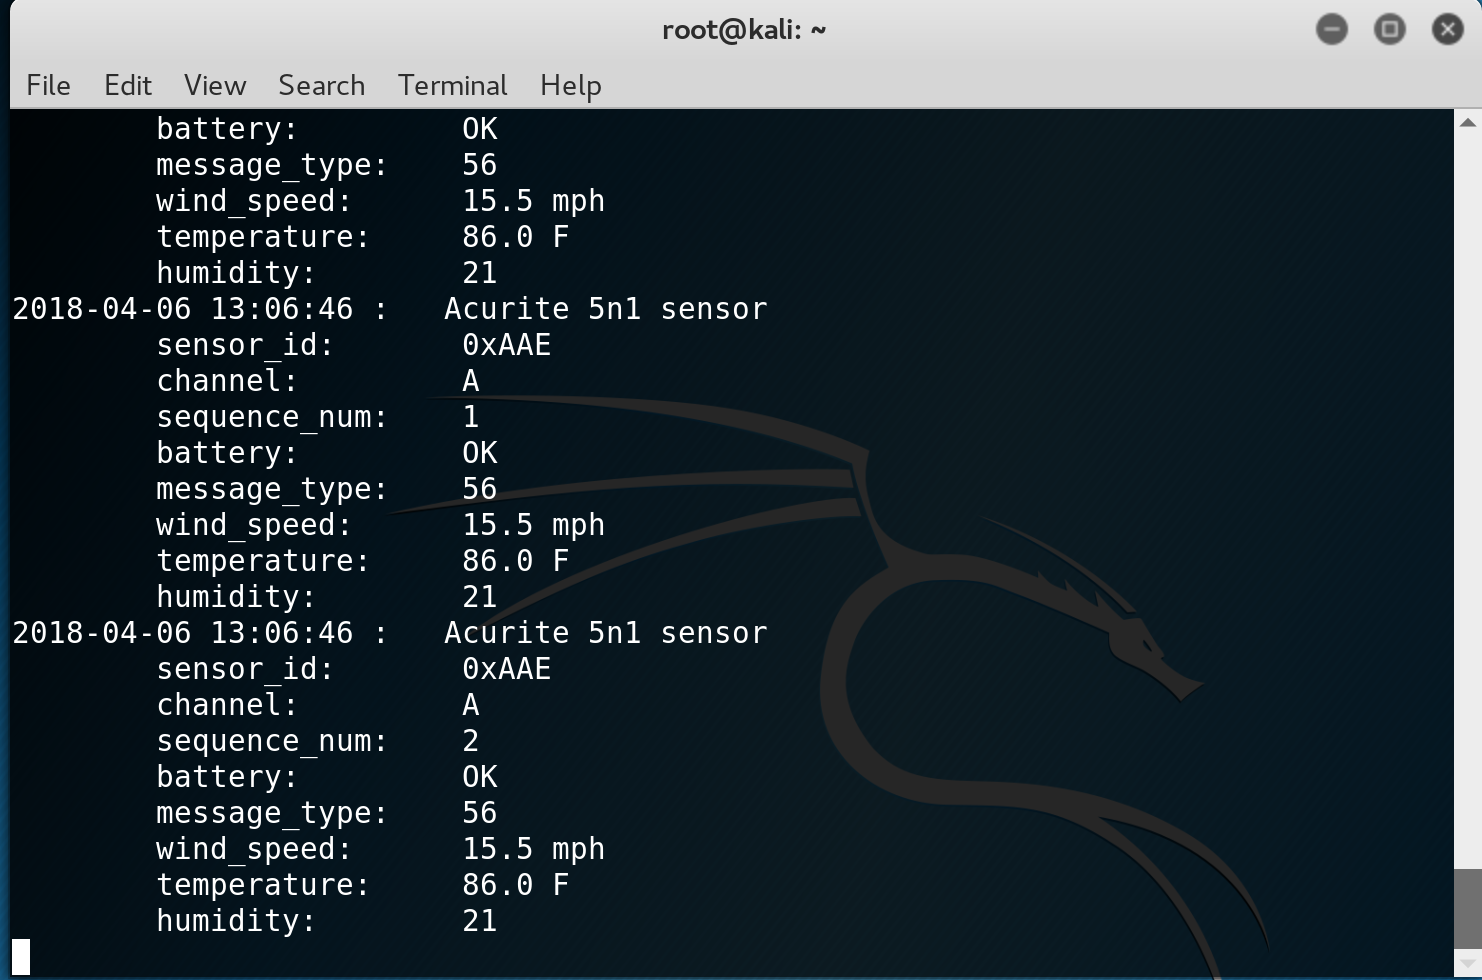 root@kali: ~
File Edit View Search Terminal Help
battery: OK
message_type: 56
wind_speed: 15.5 mph
temperature: 86.0 F
humidity: 21
2018-04-06 13:06:46 : Acurite 5n1 sensor
sensor_id: 0xAAE
channel: A
sequence_num: 1
battery: OK
message_type: 56
wind_speed: 15.5 mph
temperature: 86.0 F
humidity: 21
2018-04-06 13:06:46 : Acurite 5n1 sensor
sensor_id: 0xAAE
channel: A
sequence_num: 2
battery: OK
message_type: 56
wind_speed: 15.5 mph
temperature: 86.0 F
humidity: 21